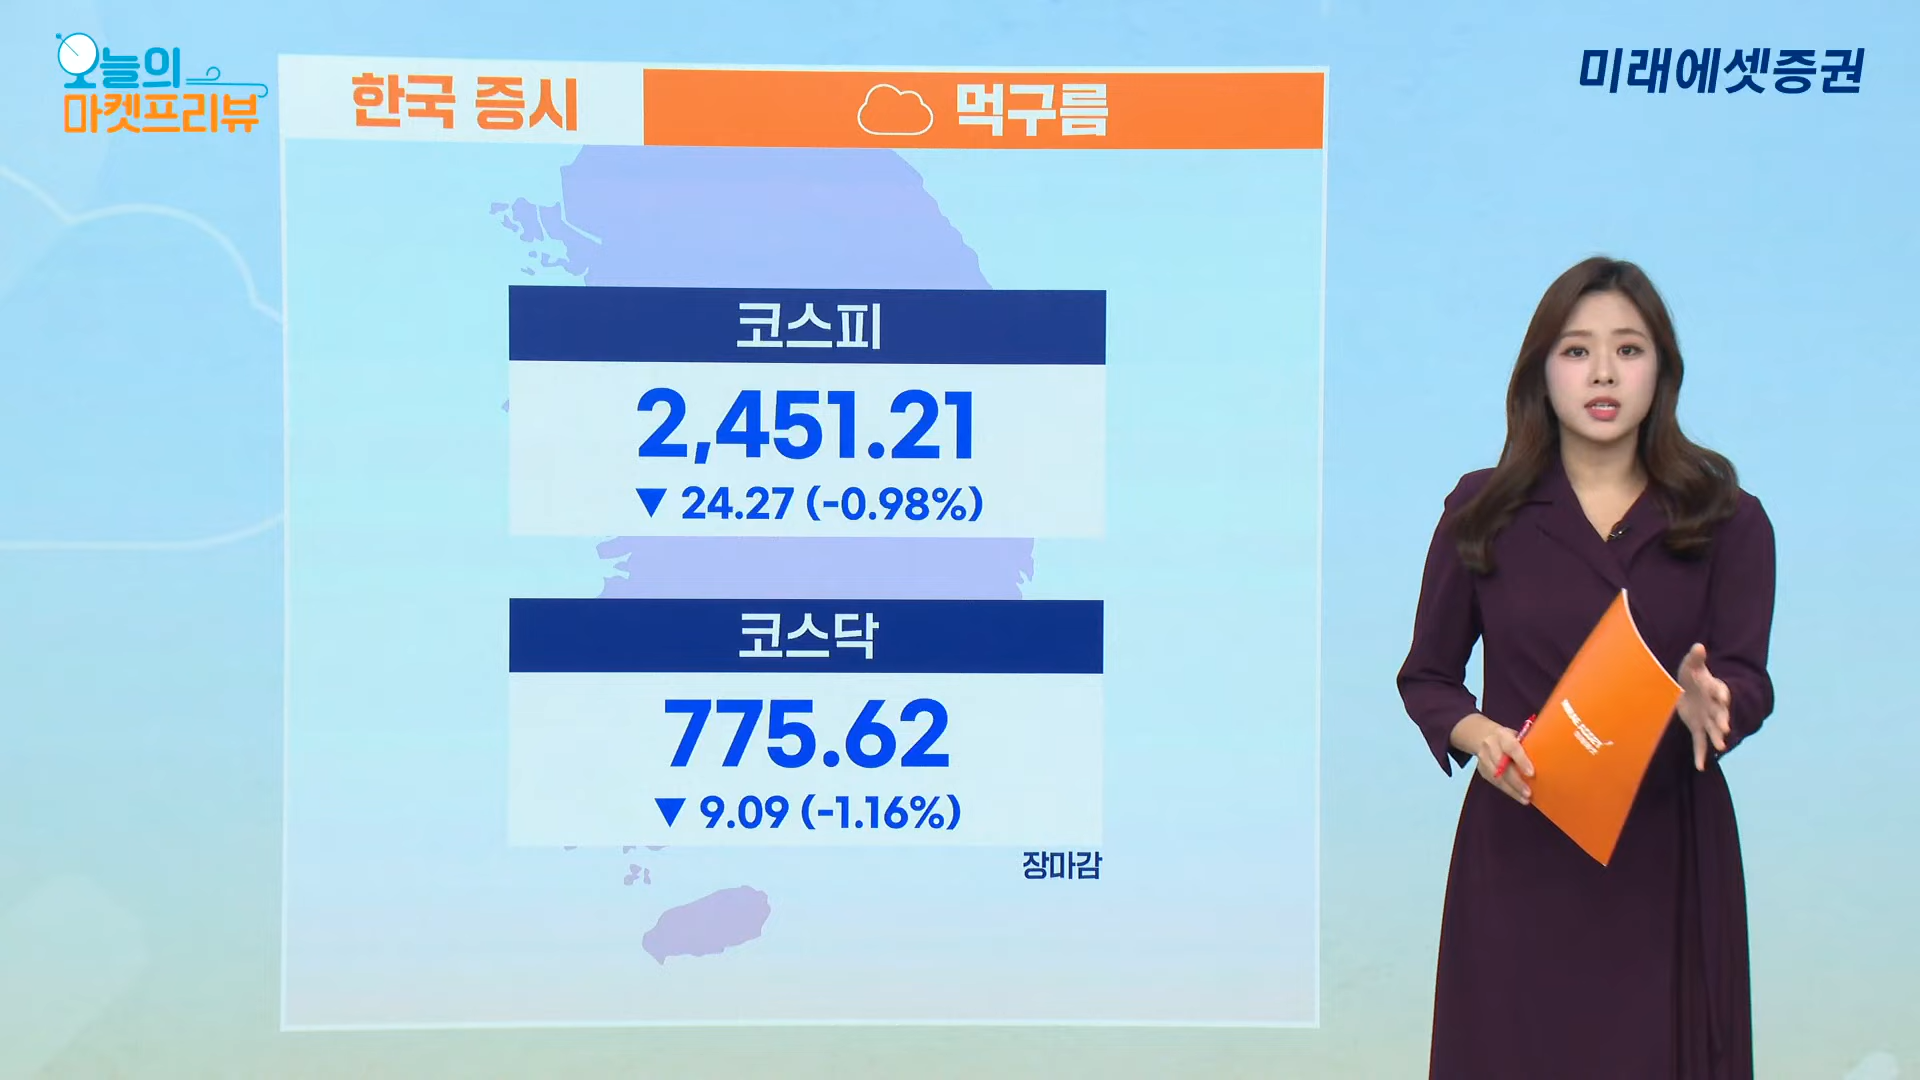 오늘의
마켓프리뷰
한국 증시
먹구름
미래에셋증권
코스피
2,451.21
▼ 24.27 (-0.98%)
코스닥
775.62
▼ 9.09 (-1.16%)
장마감